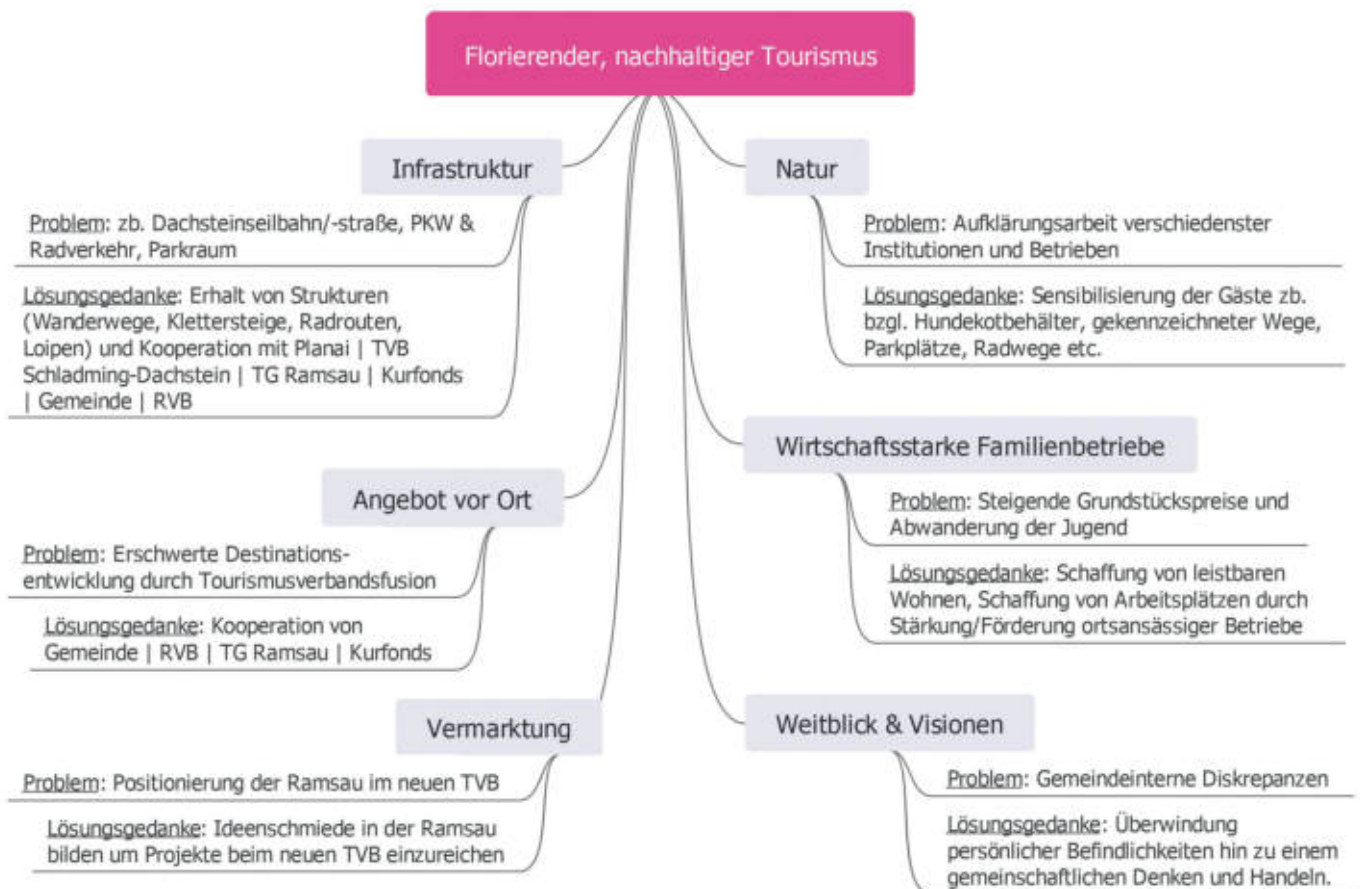 Florierender, nachhaltiger Tourismus
Infrastruktur
Problem: zb. Dachsteinseilbahn/-straße, PKW &
Radverkehr, Parkraum
Lösungsgedanke: Erhalt von Strukturen
(Wanderwege, Klettersteige, Radrouten,
Loipen) und Kooperation mit Planai | TVB
Schladming-Dachstein | TG Ramsau | Kurfonds
| Gemeinde | RVB
Angebot vor Ort
Problem: Erschwerte Destinations-
entwicklung durch Tourismusverbandsfusion
Lösungsgedanke: Kooperation von
Gemeinde | RVB | TG Ramsau | Kurfonds
Vermarktung
Problem: Positionierung der Ramsau im neuen TVB
Lösungsgedanke: Ideenschmiede in der Ramsau
bilden um Projekte beim neuen TVB einzureichen
Natur
Problem: Aufklärungsarbeit verschiedenster
Institutionen und Betrieben
Lösungsgedanke: Sensibilisierung der Gäste zb.
bzgl. Hundekotbehälter, gekennzeichneter Wege,
Parkplätze, Radwege etc.
Wirtschaftsstarke Familienbetriebe
Problem: Steigende Grundstückspreise und
Abwanderung der Jugend
Lösungsgedanke: Schaffung von leistbaren
Wohnen, Schaffung von Arbeitsplätzen durch
Stärkung/Förderung ortsansässiger Betriebe
Weitblick & Visionen
Problem: Gemeindeinterne Diskrepanzen
Lösungsgedanke: Überwindung
persönlicher Befindlichkeiten hin zu einem
gemeinschaftlichen Denken und Handeln.